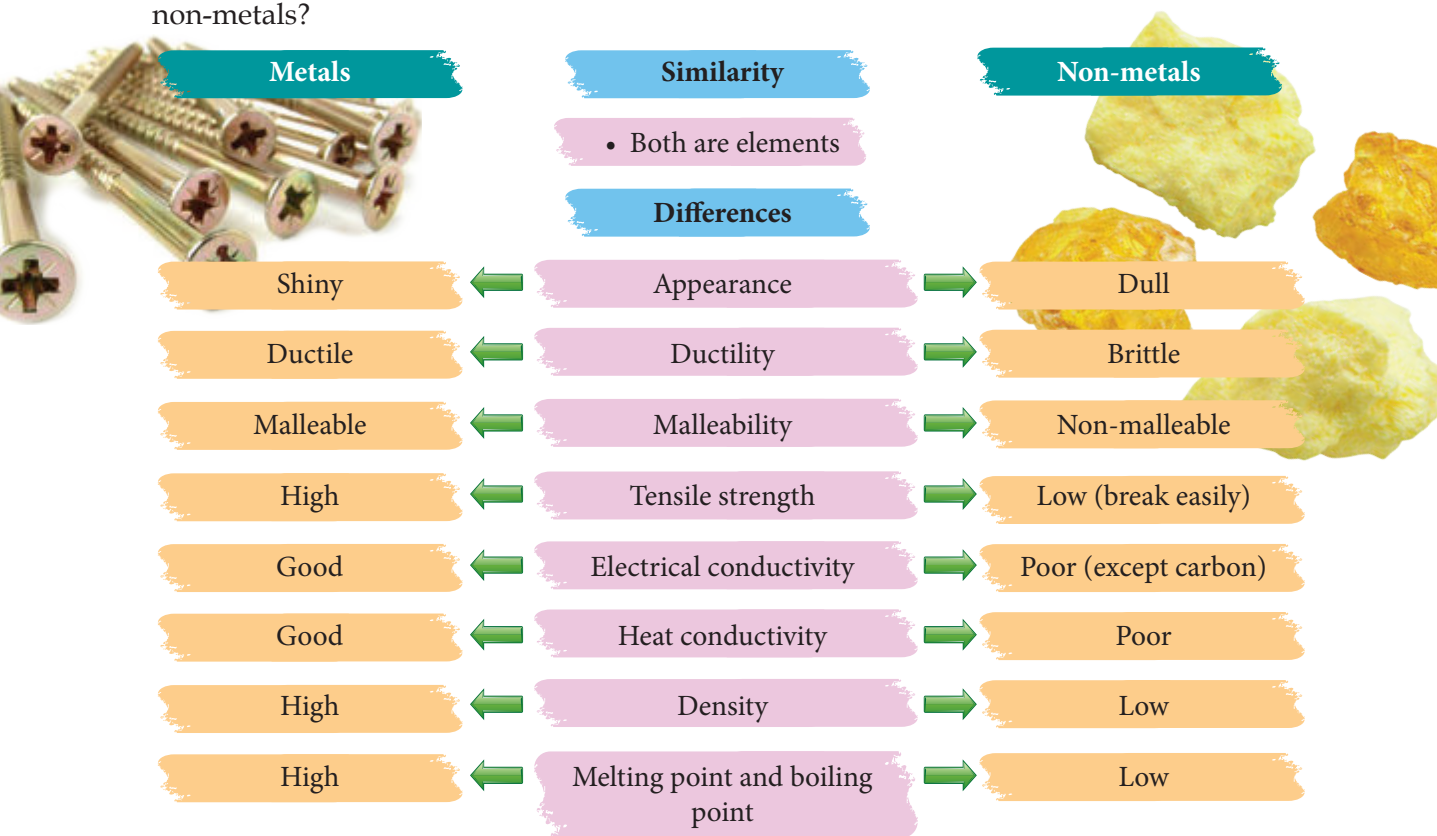 non-metals?
Metals
Similarity
Non-metals
• Both are elements
Differences
Shiny
Appearance
Dull
Ductile
Ductility
Brittle
Malleable
Malleability
Non-malleable
High
Tensile strength
Low (break easily)
Good
Electrical conductivity
Poor (except carbon)
Good
Heat conductivity
Poor
High
Density
Low
High
Melting point and boiling
point
Low